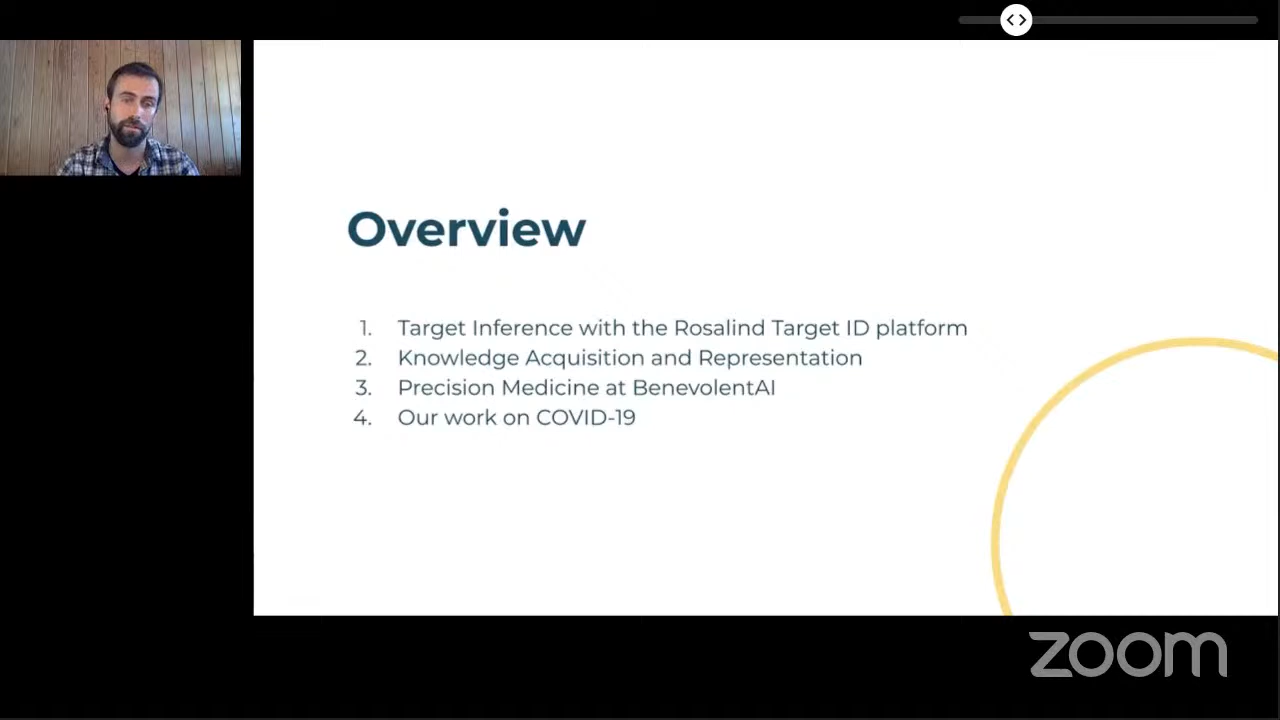 Overview
1. Target Inference with the Rosalind Target ID platform
2. Knowledge Acquisition and Representation
3. Precision Medicine at BenevolentAI
4. Our work on COVID-19
zoom